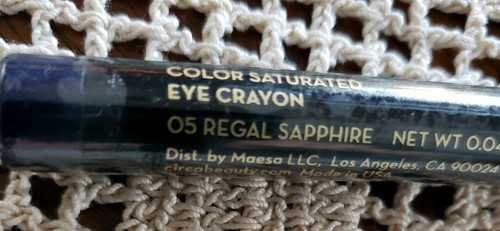 COLOR SATURATED
EYE CRAYON
05 REGAL SAPPHIRE NET WT 0.04
Dist. by Maesa LLC, Los Angeles, CA 90024
circabeauty.com Made in USA